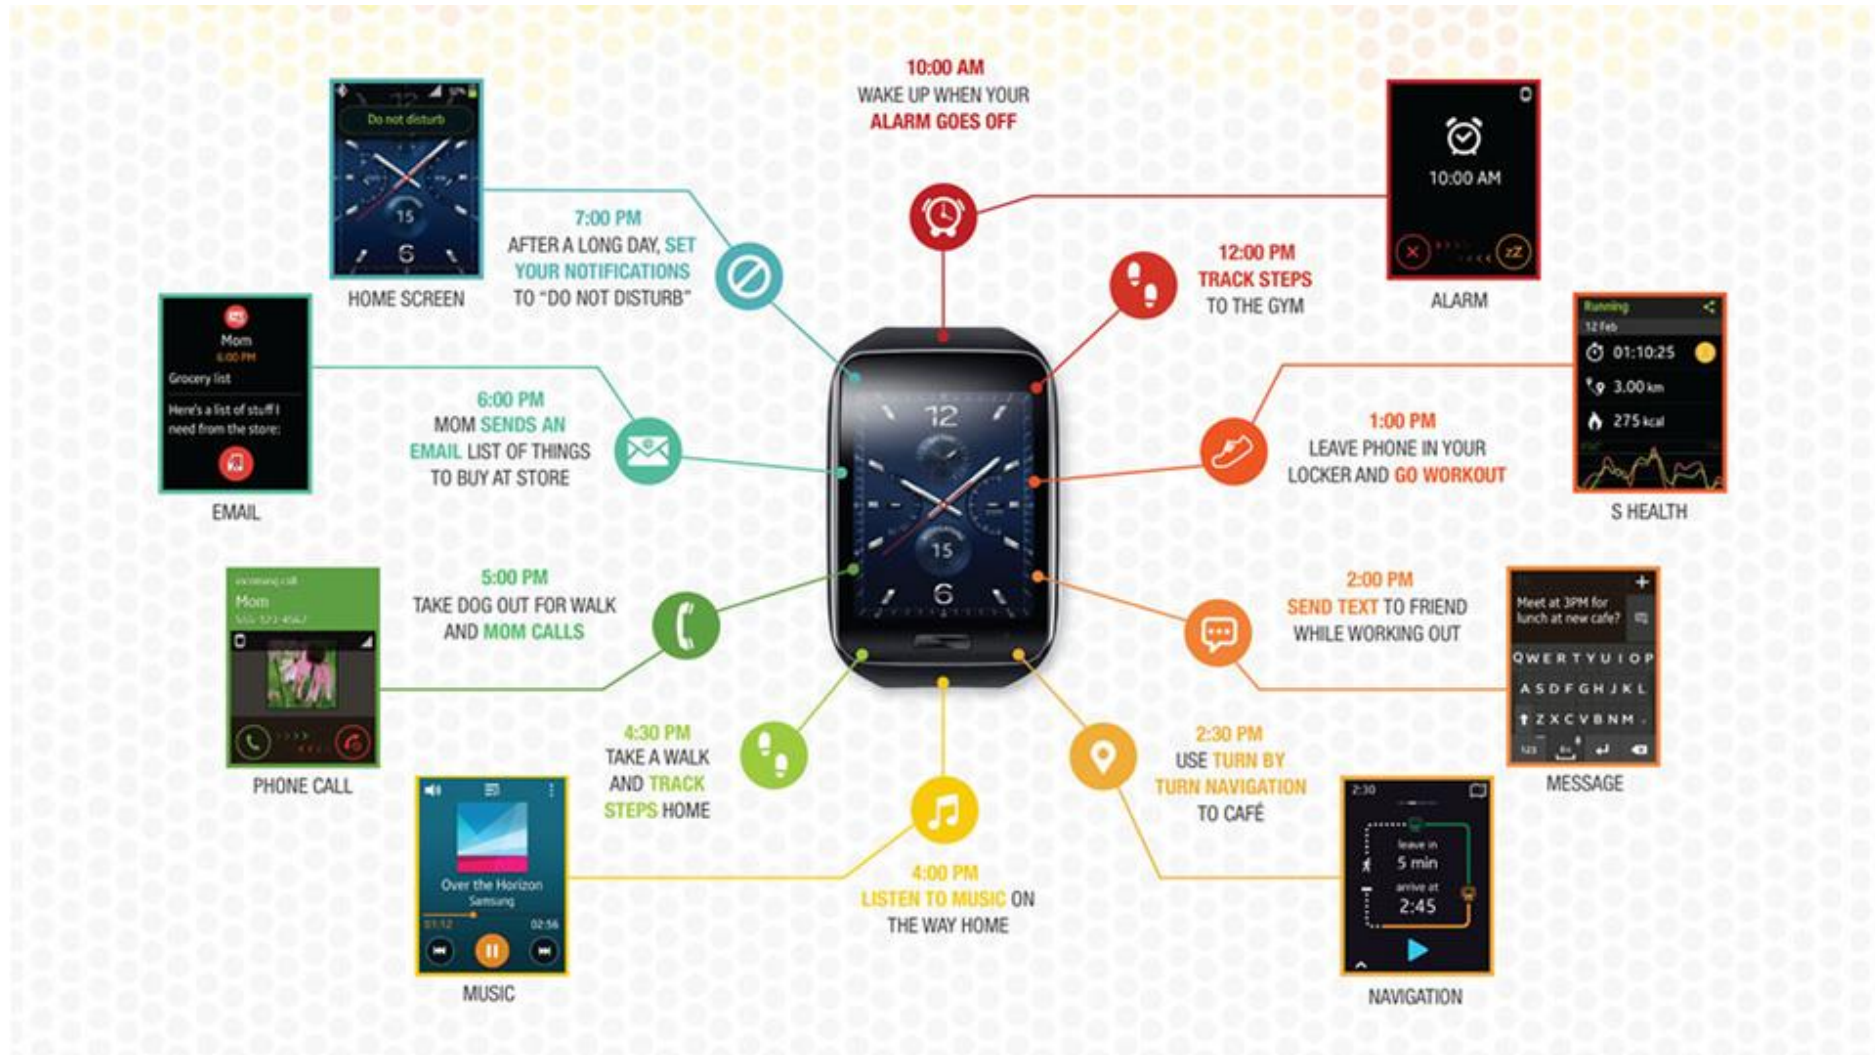 10:00 AM
WAKE UP WHEN YOUR
ALARM GOES OFF
10:00 AM
zZ
ALARM
12:00 PM
TRACK STEPS
TO THE GYM
Running
12 Feb
01:10:25
3.00 km
275 kcal
S HEALTH
1:00 PM
LEAVE PHONE IN YOUR
LOCKER AND GO WORKOUT
2:00 PM
SEND TEXT TO FRIEND
WHILE WORKING OUT
Meet at 3PM for
lunch at new cafe?
QWERTYUIOP
ASDFGHJKL
ZXCVBNM
123
MESSAGE
2:30 PM
USE TURN BY
TURN NAVIGATION
TO CAFÉ
2:30
leave in
5 min
arrive at
2:45
NAVIGATION
4:00 PM
LISTEN TO MUSIC ON
THE WAY HOME
Over the Horizon
Samsung
01:12 02:56
MUSIC
4:30 PM
TAKE A WALK
AND TRACK
STEPS HOME
5:00 PM
TAKE DOG OUT FOR WALK
AND MOM CALLS
incoming call
Mom
PHONE CALL
6:00 PM
MOM SENDS AN
EMAIL LIST OF THINGS
TO BUY AT STORE
Mom
6:00 PM
Grocery list
Here's a list of stuff I
need from the store:
EMAIL
7:00 PM
AFTER A LONG DAY, SET
YOUR NOTIFICATIONS
TO “DO NOT DISTURB”
Do not disturb
15
6
HOME SCREEN
12
15
6